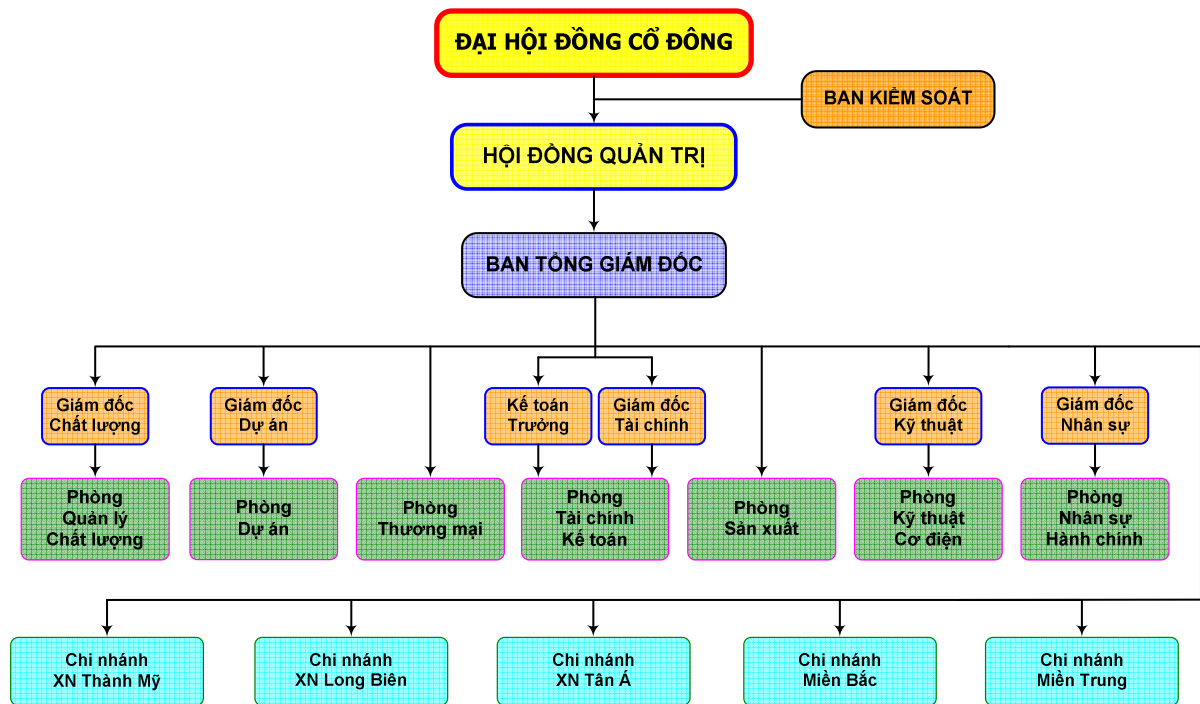 ĐẠI HỘI ĐỒNG CỔ ĐÔNG
BAN KIỂM SOÁT
HỘI ĐỒNG QUẢN TRỊ
BAN TỔNG GIÁM ĐỐC
Giám đốc
Chất lượng
Giám đốc
Dự án
Kế toán
Trưởng
Giám đốc
Tài chính
Giám đốc
Kỹ thuật
Giám đốc
Nhân sự
Phòng
Quản lý
Chất lượng
Phòng
Dự án
Phòng
Thương mại
Phòng
Tài chính
Kế toán
Phòng
Sản xuất
Phòng
Kỹ thuật
Cơ điện
Phòng
Nhân sự
Hành chính
Chi nhánh
XN Thành Mỹ
Chi nhánh
XN Long Biên
Chi nhánh
XN Tân Á
Chi nhánh
Miền Bắc
Chi nhánh
Miền Trung